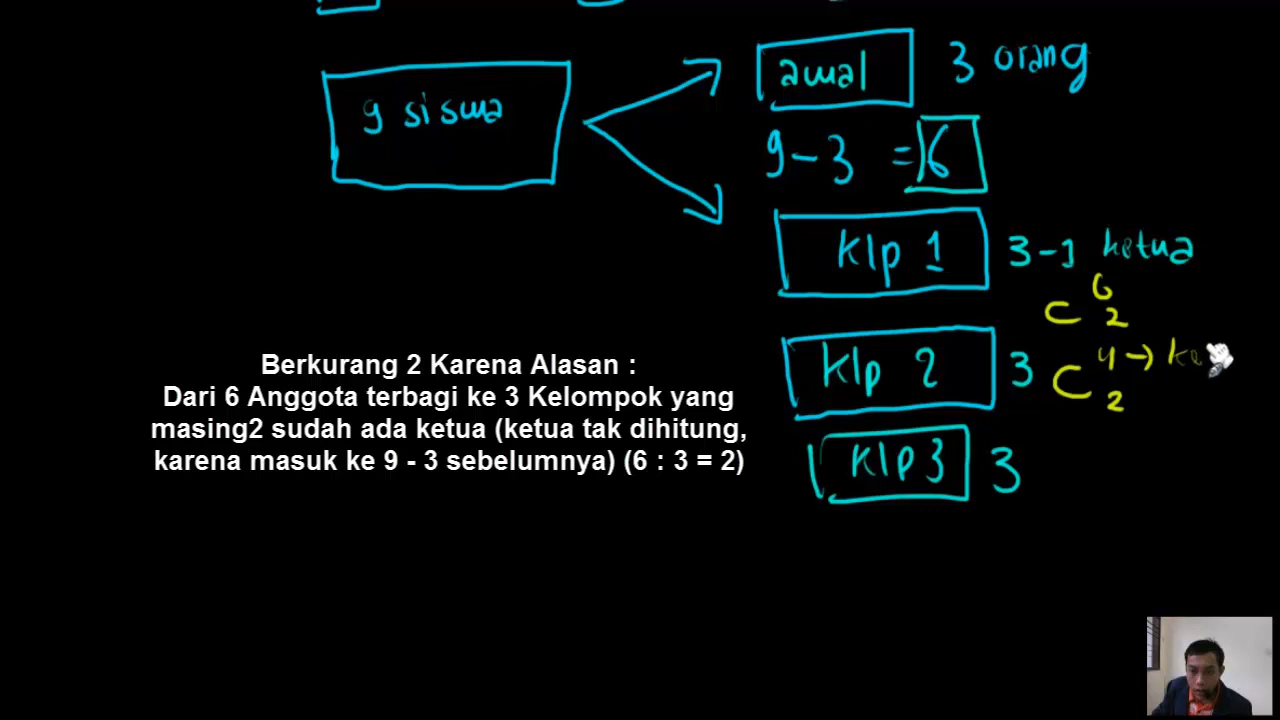 9 siswa
awal 3 orang
9 - 3 = 6
Klp 1 3 - 1 ketua
C 6 2
Klp 2 3 C 4 2 →
Klp 3 3
Berkurang 2 Karena Alasan :
Dari 6 Anggota terbagi ke 3 Kelompok yang
masing2 sudah ada ketua (ketua tak dihitung,
karena masuk ke 9 - 3 sebelumnya) (6 : 3 = 2)